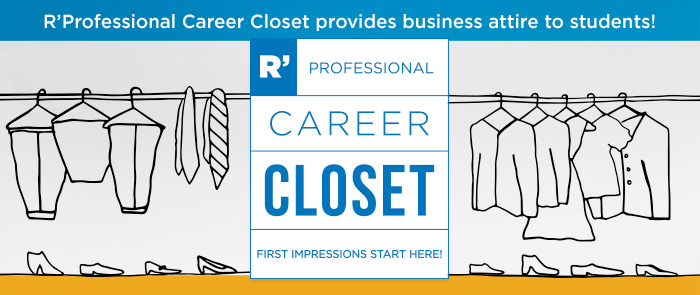 R’Professional Career Closet provides business attire to students!
R’ PROFESSIONAL
CAREER
CLOSET
FIRST IMPRESSIONS START HERE!